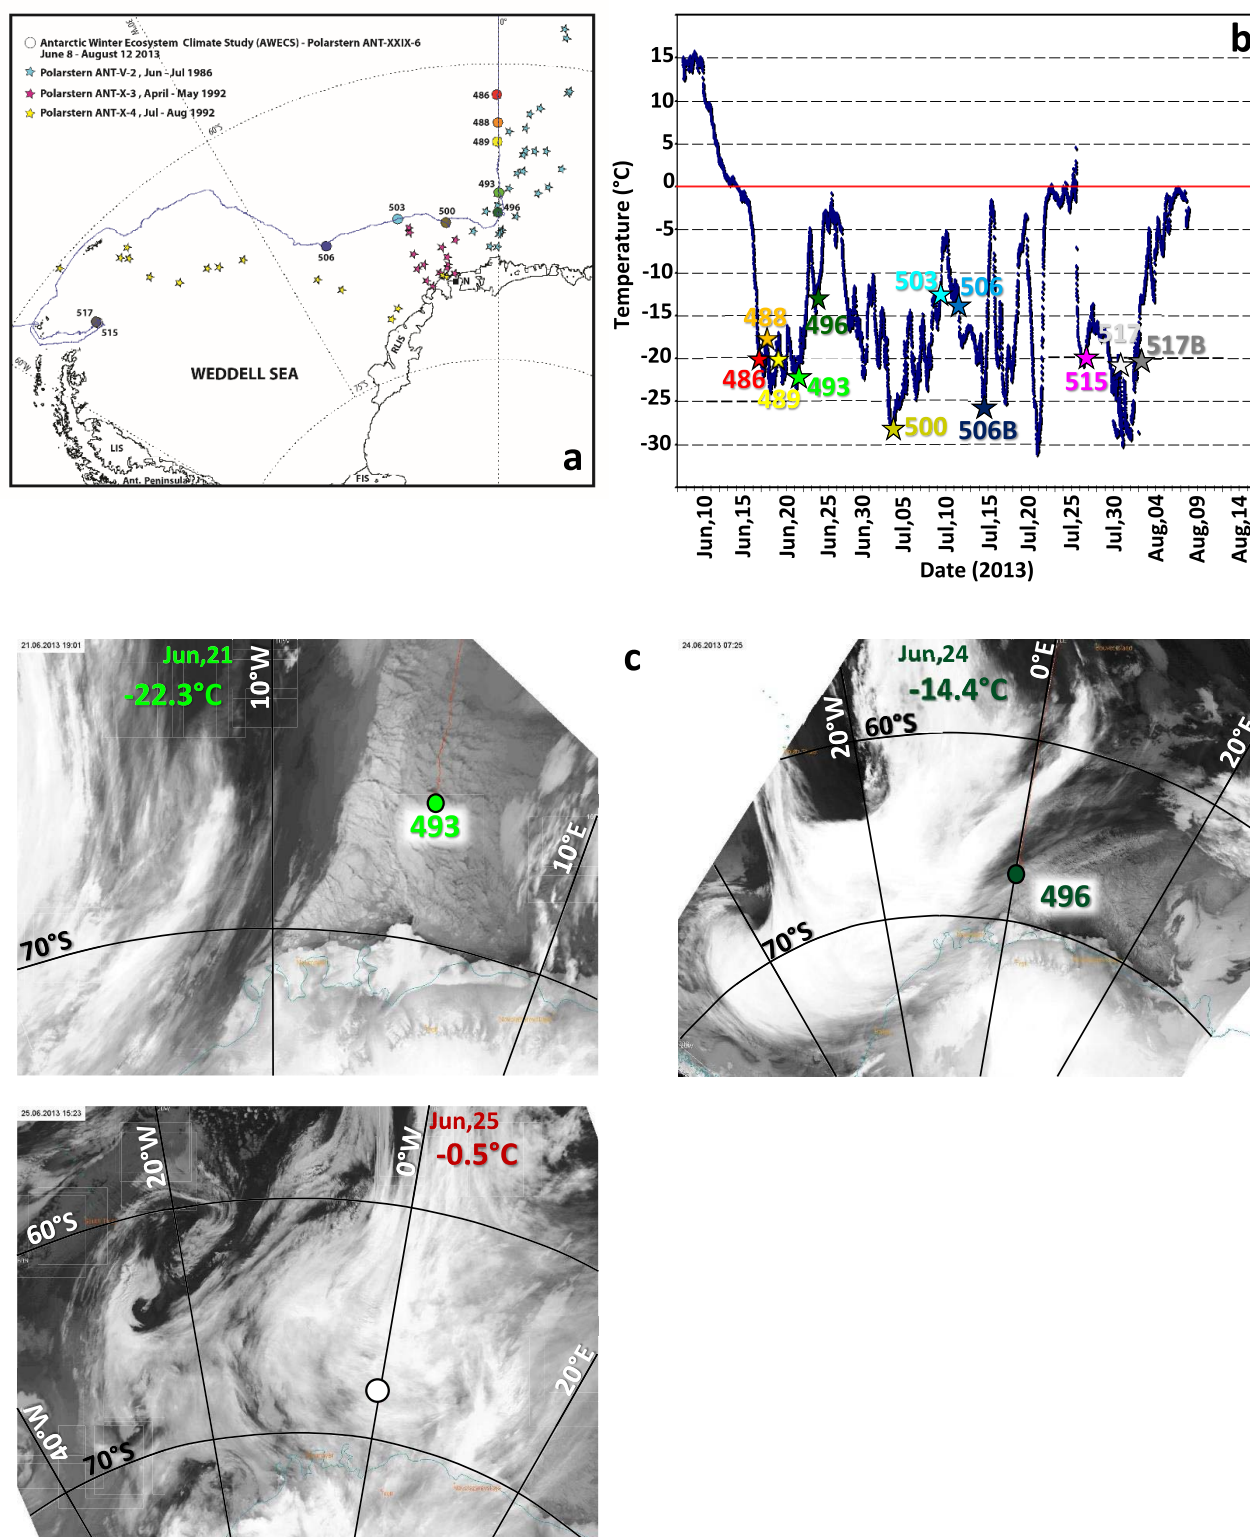 0°
30°W
Antarctic Winter Ecosystem Climate Study (AWECS) - Polarstern ANT-XXIX-6
June 8 - August 12 2013
Polarstern ANT-V-2 , Jun - Jul 1986
Polarstern ANT-X-3 , April - May 1992
Polarstern ANT-X-4 , Jul - Aug 1992
60°S
486
488
489
493
496
503
500
506
N
517
515
60°W
RLIS
WEDDELL SEA
LIS
Ant. Peninsula
FIS
a
b
15
10
5
0
-5
-10
-15
-20
-25
-30
Temperature (°C)
503
506
488
496
517
517B
486
489
493
515
500
506B
Jun,10
Jun,15
Jun,20
Jun,25
Jun,30
Jul,05
Jul,10
Jul,15
Jul,20
Jul,25
Jul,30
Aug,04
Aug,09
Aug,14
Date (2013)
c
21.06.2013 19:01
Jun,21
-22.3°C
10°W
493
10°E
70°S
24.06.2013 07:25
Jun,24
-14.4°C
0°E
20°W
60°S
20°E
496
70°S
25.06.2013 15:23
Jun,25
-0.5°C
20°W
0°W
60°S
20°E
40°W
70°S